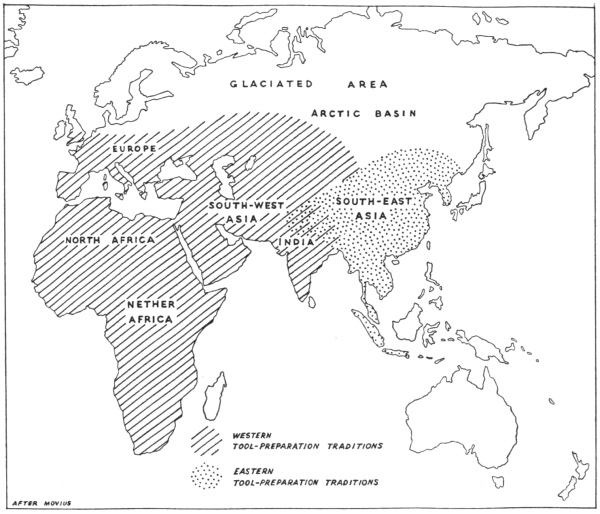 GLACIATED AREA
ARCTIC BASIN
EUROPE
SOUTH-WEST
ASIA
SOUTH-EAST
ASIA
NORTH AFRICA
INDIA
NETHER
AFRICA
WESTERN
TOOL-PREPARATION TRADITIONS
EASTERN
TOOL-PREPARATION TRADITIONS
AFTER MOVIUS